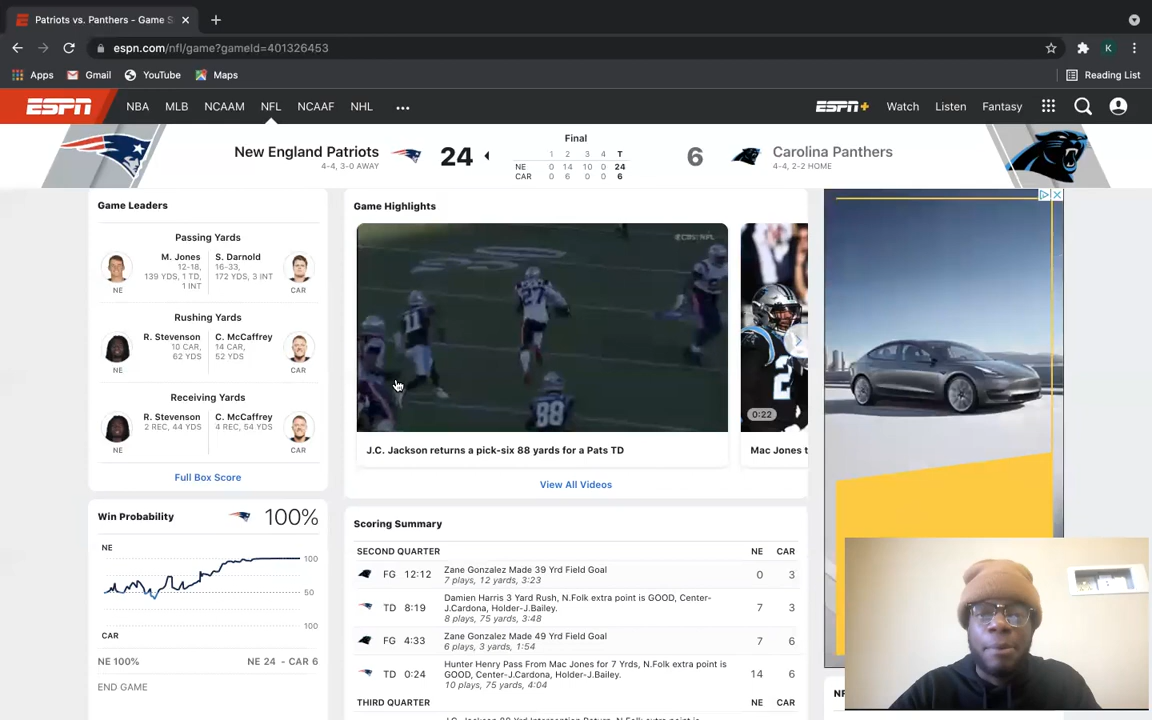 Patriots vs. Panthers - Game S
espn.com/nfl/game?gameId=401326453
K
Apps Gmail YouTube Maps Reading List
ESPN NBA MLB NCAAM NFL NCAAF NHL ••• ESPN+ Watch Listen Fantasy
New England Patriots
4-4, 3-0 AWAY
24
Final
1 2 3 4 T
NE 0 14 10 0 24
CAR 0 6 0 0 6
6
Carolina Panthers
4-4, 2-2 HOME
Game Leaders
Passing Yards
M. Jones
12-18,
139 YDS, 1 TD,
1 INT
NE
S. Darnold
16-33,
172 YDS, 3 INT
CAR
Rushing Yards
R. Stevenson
10 CAR,
62 YDS
NE
C. McCaffrey
14 CAR,
52 YDS
CAR
Receiving Yards
R. Stevenson
2 REC, 44 YDS
NE
C. McCaffrey
4 REC, 54 YDS
CAR
Full Box Score
Win Probability 100%
NE
100
50
100
CAR
NE 100% NE 24 - CAR 6
END GAME
Game Highlights
27
88
2
0:22
J.C. Jackson returns a pick-six 88 yards for a Pats TD
Mac Jones t
View All Videos
Scoring Summary
SECOND QUARTER NE CAR
FG 12:12 Zane Gonzalez Made 39 Yrd Field Goal 0 3
7 plays, 12 yards, 3:23
TD 8:19 Damien Harris 3 Yard Rush, N.Folk extra point is GOOD, Center- 7 3
J.Cardona, Holder-J.Bailey.
8 plays, 75 yards, 3:48
FG 4:33 Zane Gonzalez Made 49 Yrd Field Goal 7 6
6 plays, 3 yards, 1:54
TD 0:24 Hunter Henry Pass From Mac Jones for 7 Yrds, N.Folk extra point is 14 6
GOOD, Center-J.Cardona, Holder-J.Bailey.
10 plays, 75 yards, 4:04
THIRD QUARTER NE CAR